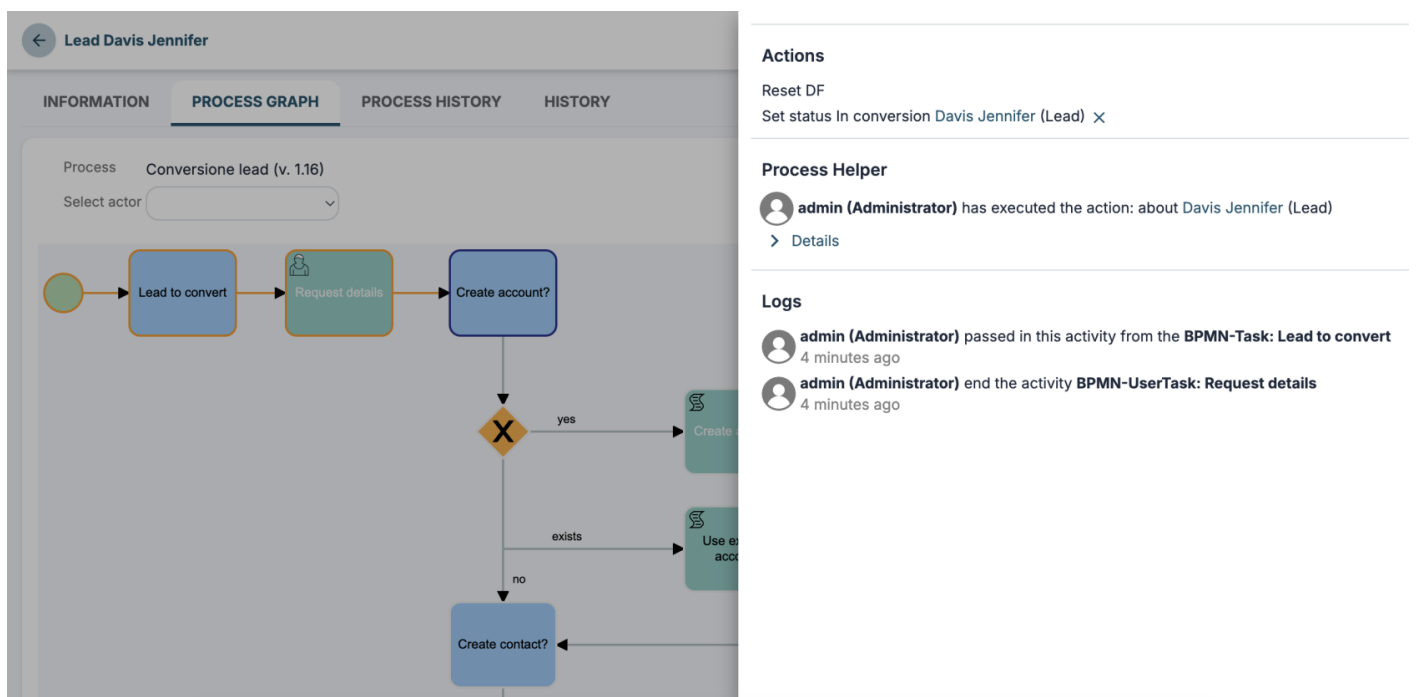 Lead Davis Jennifer
INFORMATION PROCESS GRAPH PROCESS HISTORY HISTORY
Process Conversione lead (v. 1.16)
Select actor
Lead to convert
Request details
Create account?
X
yes
Create
exists
Use
no
Create contact?
Actions
Reset DF
Set status In conversion Davis Jennifer (Lead) ×
Process Helper
admin (Administrator) has executed the action: about Davis Jennifer (Lead)
Details
Logs
admin (Administrator) passed in this activity from the BPMN-Task: Lead to convert
4 minutes ago
admin (Administrator) end the activity BPMN-UserTask: Request details
4 minutes ago